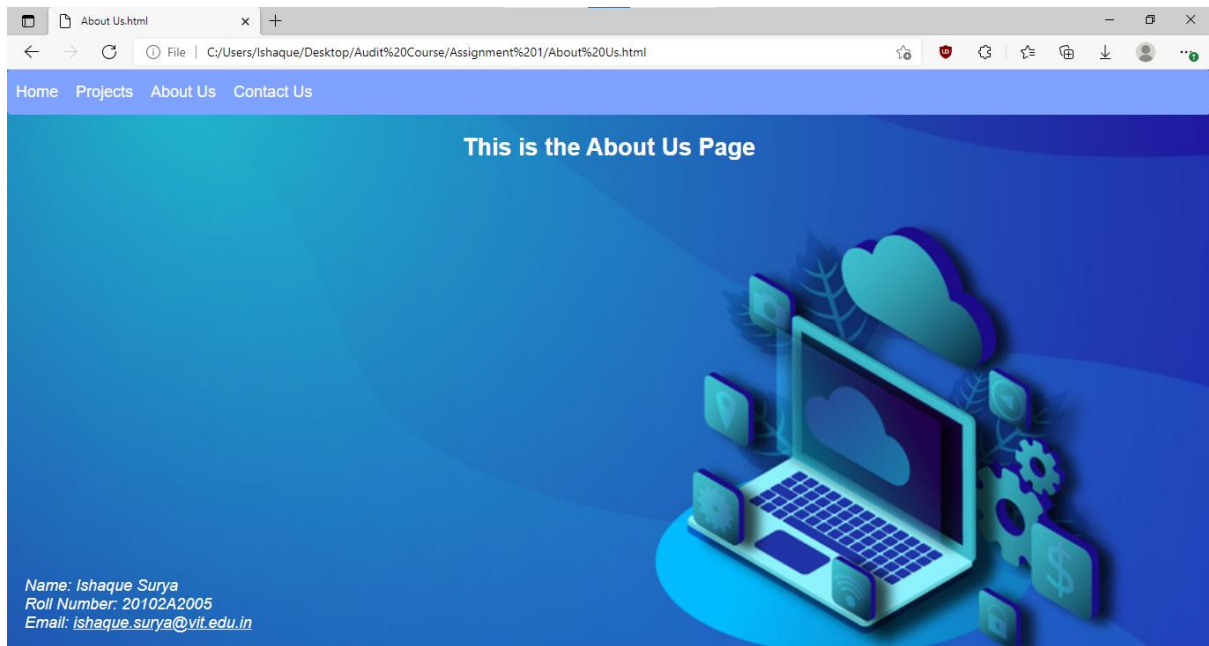 About Us.html
File | C:/Users/Ishaque/Desktop/Audit%20Course/Assignment%201/About%20Us.html
Home Projects About Us Contact Us
This is the About Us Page
$
Name: Ishaque Surya
Roll Number: 20102A2005
Email: ishaque.surya@vit.edu.in